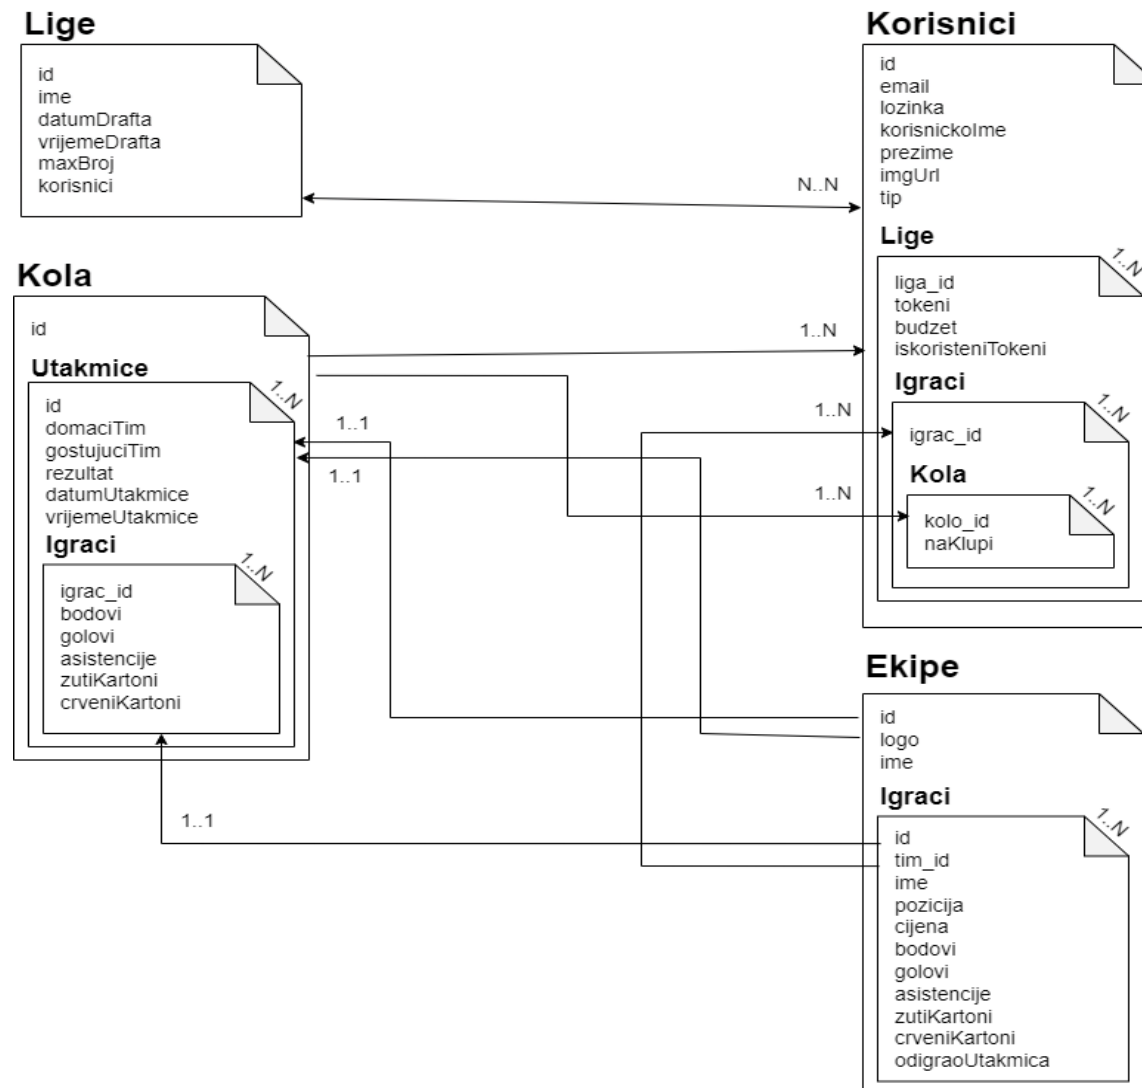 Lige
id
ime
datumDrafta
vrijemeDrafta
maxBroj
korisnici
N..N
Korisnici
id
email
lozinka
korisnickoIme
prezime
imgUrl
tip
Lige
1..N
liga_id
tokeni
budzet
iskoristeniTokeni
Igraci
1..N
igrac_id
Kola
1..N
kolo_id
naKlupi
Kola
id
Utakmice
1..N
id
domaciTim
gostujuciTim
rezultat
datumUtakmice
vrijemeUtakmice
Igraci
1..N
igrac_id
bodovi
golovi
asistencije
zutiKartoni
crveniKartoni
1..N
1..1
1..N
1..1
1..N
1..1
Ekipe
id
logo
ime
Igraci
1..N
id
tim_id
ime
pozicija
cijena
bodovi
golovi
asistencije
zutiKartoni
crveniKartoni
odigraoUtakmica